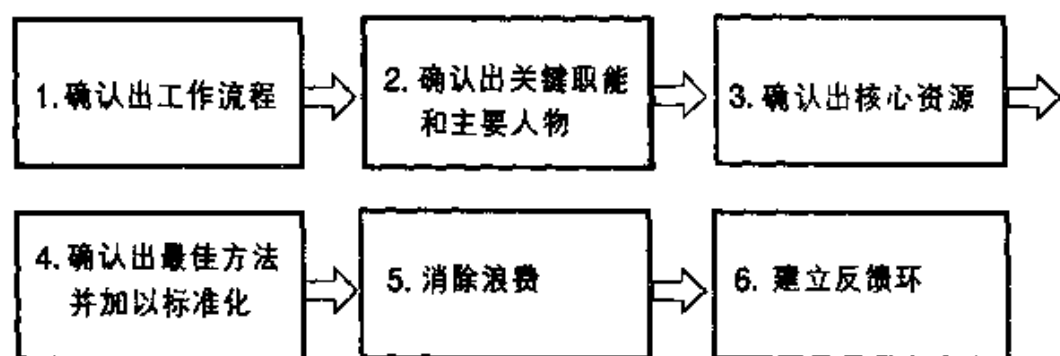 1.确认出工作流程
2.确认出关键职能
和主要人物
3.确认出核心资源
4.确认出最佳方法
并加以标准化
5.消除浪费
6.建立反馈环